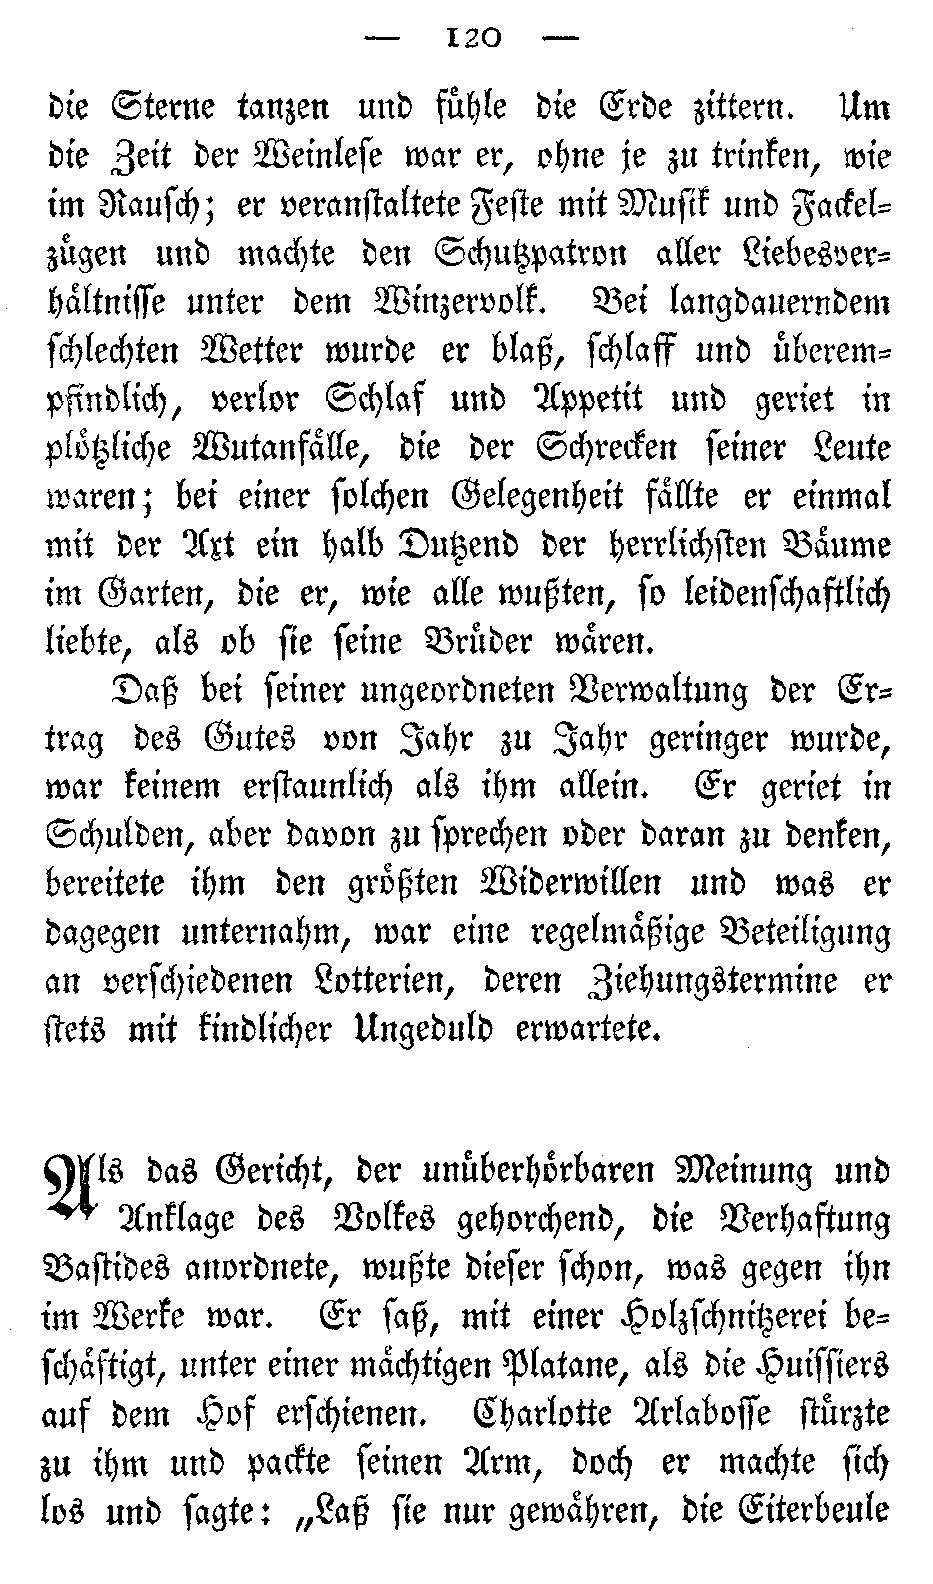 — 120 —
die Sterne tanzen und fühle die Erde zittern. Um
die Zeit der Weinlese war er, ohne je zu trinken, wie
im Rausch; er veranstaltete Feste mit Musik und Fackel-
zügen und machte den Schutzpatron aller Liebesver-
hältnisse unter dem Winzervolk. Bei langdauerndem
schlechten Wetter wurde er blaß, schlaff und überem-
pfindlich, verlor Schlaf und Appetit und geriet in
plötzliche Wutanfälle, die der Schrecken seiner Leute
waren; bei einer solchen Gelegenheit fällte er einmal
mit der Axt ein halb Dutzend der herrlichsten Bäume
im Garten, die er, wie alle wußten, so leidenschaftlich
liebte, als ob sie seine Brüder wären.
Daß bei seiner ungeordneten Verwaltung der Er-
trag des Gutes von Jahr zu Jahr geringer wurde,
war keinem erstaunlich als ihm allein. Er geriet in
Schulden, aber davon zu sprechen oder daran zu denken,
bereitete ihm den größten Widerwillen und was er
dagegen unternahm, war eine regelmäßige Beteiligung
an verschiedenen Lotterien, deren Ziehungstermine er
stets mit kindlicher Ungeduld erwartete.
Als das Gericht, der unüberhörbaren Meinung und
Anklage des Volkes gehorchend, die Verhaftung
Bastides anordnete, wußte dieser schon, was gegen ihn
im Werke war. Er saß, mit einer Holzschnitzerei be-
schäftigt, unter einer mächtigen Platane, als die Huissiers
auf dem Hof erschienen. Charlotte Arlabosse stürzte
zu ihm und packte seinen Arm, doch er machte sich
los und sagte: „Laß sie nur gewähren, die Eiterbeule